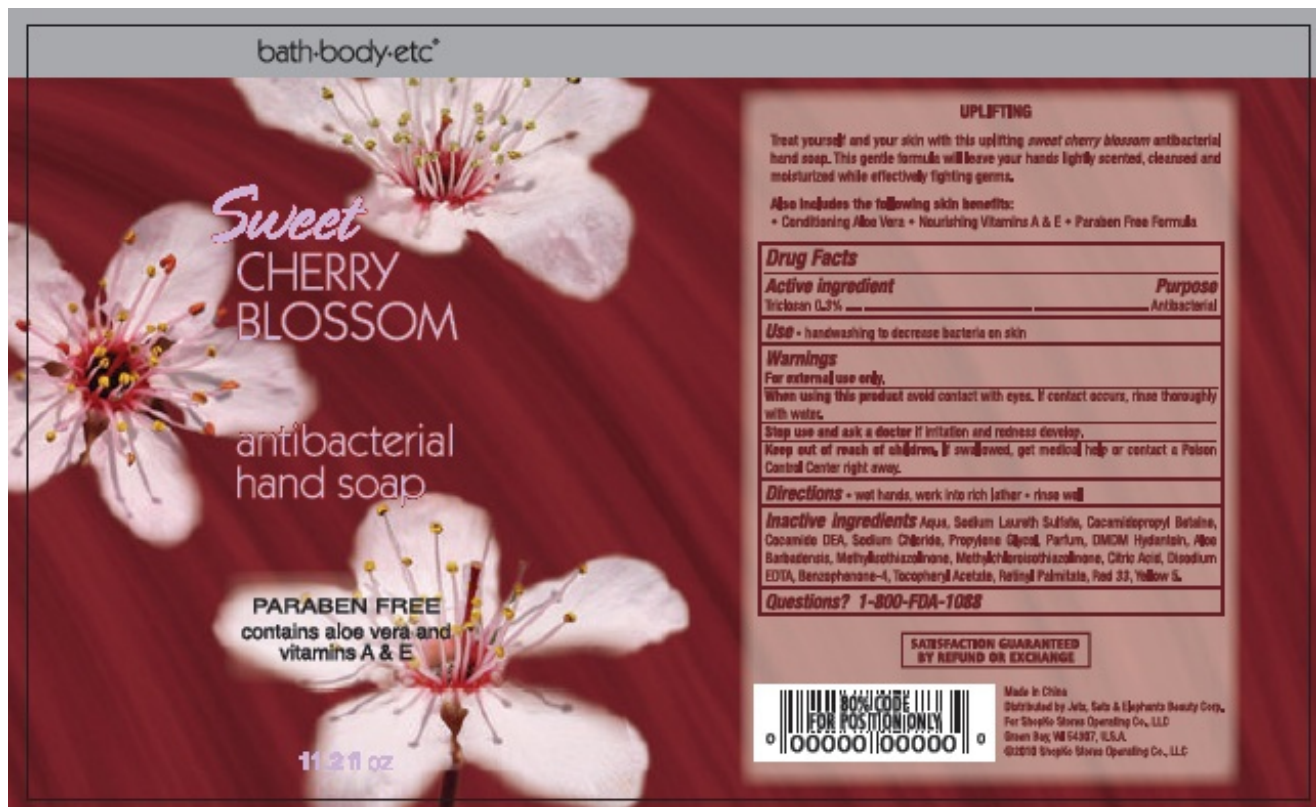 bath•body•etc®
Sweet
CHERRY
BLOSSOM
antibacterial
hand soap
PARABEN FREE
contains aloe vera and
vitamins A & E
11.2 fl oz
UPLIFTING
Treat yourself and your skin with this uplifting sweet cherry blossom antibacterial
hand soap. This gentle formula will leave your hands lightly scented, cleansed and
moisturized while effectively fighting germs.
Also includes the following skin benefits:
• Conditioning Aloe Vera • Nourishing Vitamins A & E • Paraben Free Formula
Drug Facts
Active ingredient Purpose
Triclosan 0.3% Antibacterial
Use • handwashing to decrease bacteria on skin
Warnings
For external use only.
When using this product avoid contact with eyes. If contact occurs, rinse thoroughly
with water.
Stop use and ask a doctor if irritation and redness develop.
Keep out of reach of children. If swallowed, get medical help or contact a Poison
Control Center right away.
Directions • wet hands, work into rich lather • rinse well
Inactive ingredients Aqua, Sodium Laureth Sulfate, Cocamidopropyl Betaine,
Cocamide DEA, Sodium Chloride, Propylene Glycol, Parfum, DMDM Hydantoin, Aloe
Barbadensis, Methylisothiazolinone, Methylchloroisothiazolinone, Citric Acid, Disodium
EDTA, Benzophenone-4, Tocopheryl Acetate, Retinyl Palmitate, Red 33, Yellow 5.
Questions? 1-800-FDA-1088
SATISFACTION GUARANTEED
BY REFUND OR EXCHANGE
80% CODE
FOR POSITION ONLY
0 00000 00000 0
Made in China
Distributed by Jets, Sets & Elephants Beauty Corp.
For ShopKo Stores Operating Co., LLC
Green Bay, WI 54307, U.S.A.
©2010 ShopKo Stores Operating Co., LLC